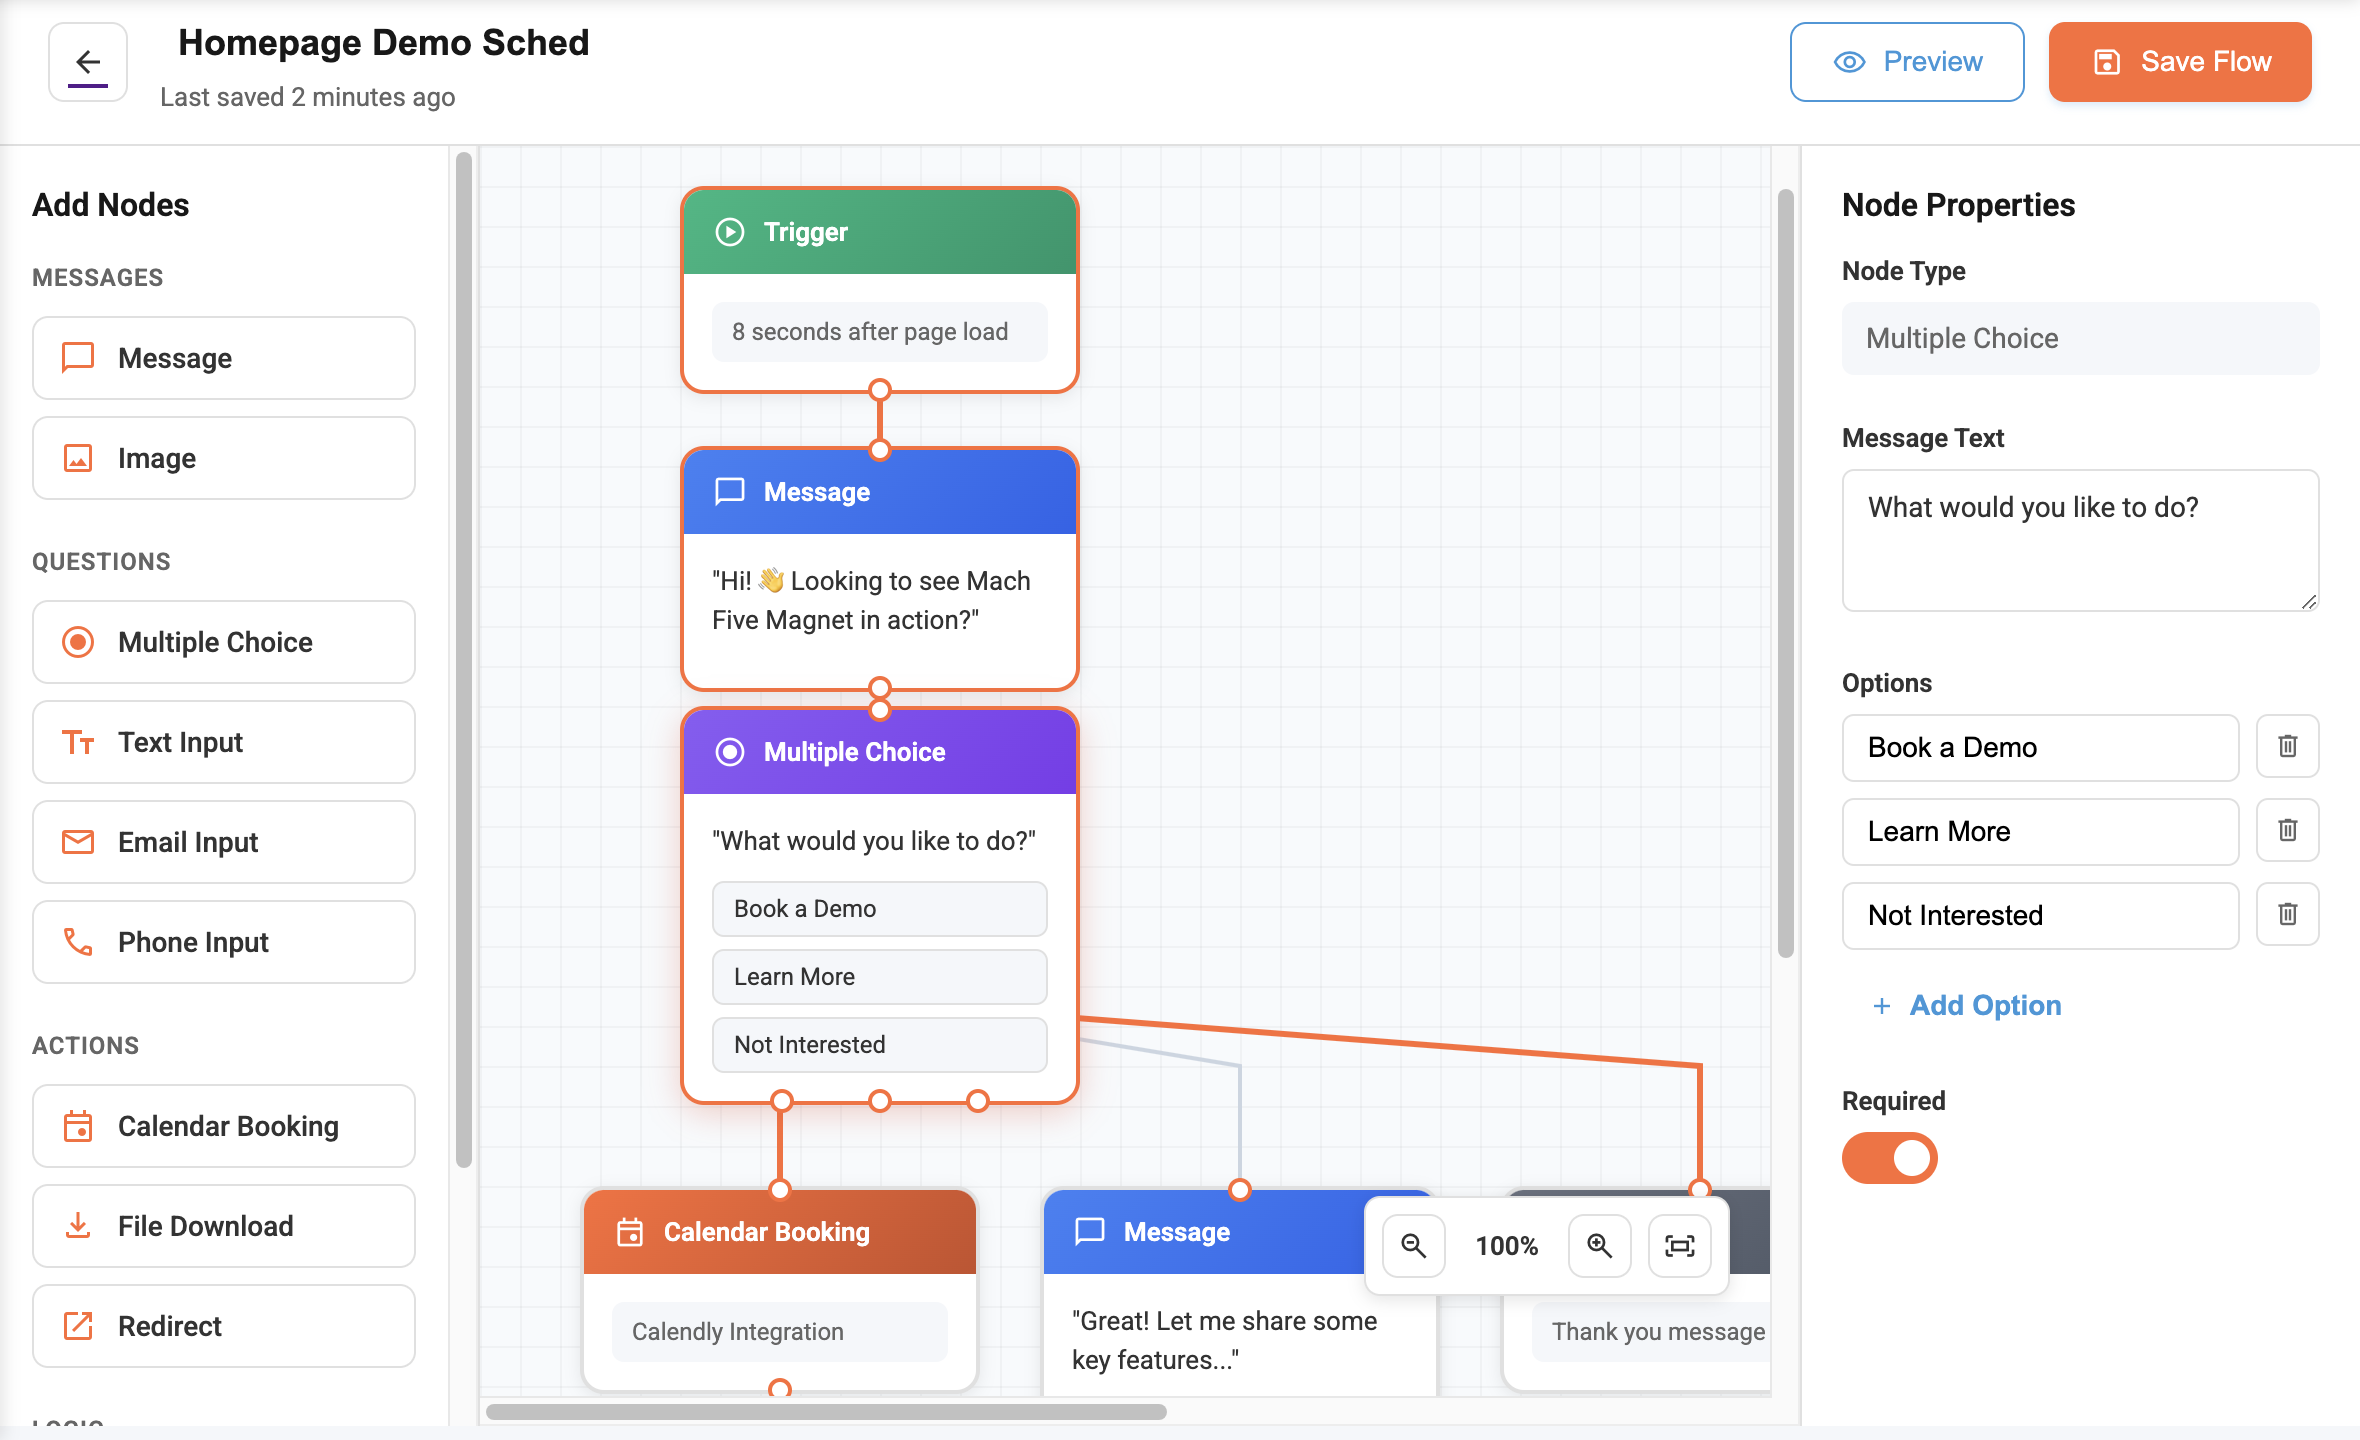 Homepage Demo Sched
Last saved 2 minutes ago
Preview
Save Flow
Add Nodes
MESSAGES
Message
Image
QUESTIONS
Multiple Choice
Text Input
Email Input
Phone Input
ACTIONS
Calendar Booking
File Download
Redirect
Trigger
8 seconds after page load
Message
"Hi! 👋 Looking to see Mach
Five Magnet in action?"
Multiple Choice
"What would you like to do?"
Book a Demo
Learn More
Not Interested
Calendar Booking
Calendly Integration
Message
"Great! Let me share some
key features..."
Thank you message
100%
Node Properties
Node Type
Multiple Choice
Message Text
What would you like to do?
Options
Book a Demo
Learn More
Not Interested
+ Add Option
Required